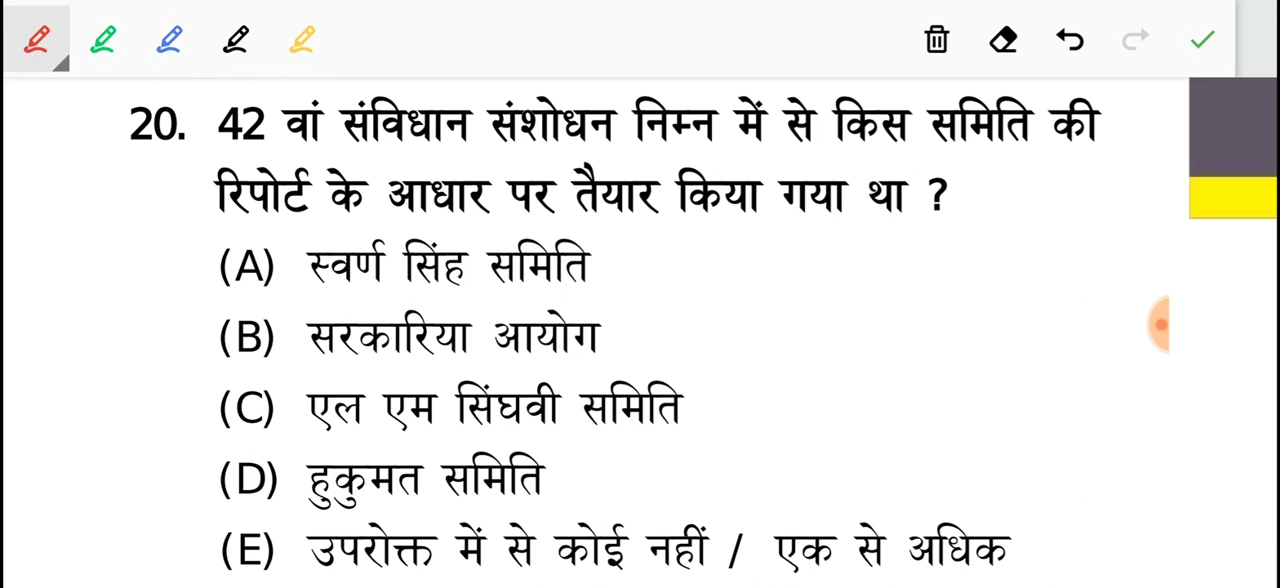 20. 42 वां संविधान संशोधन निम्न में से किस समिति की
रिपोर्ट के आधार पर तैयार किया गया था ?
(A) स्वर्ण सिंह समिति
(B) सरकारिया आयोग
(C) एल एम सिंघवी समिति
(D) हुकुमत समिति
(E) उपरोक्त में से कोई नहीं / एक से अधिक